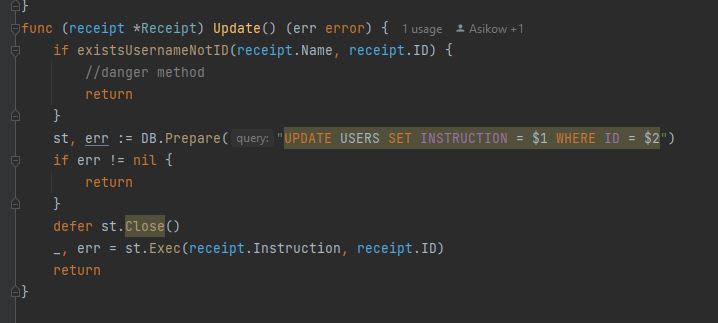 }
func (receipt *Receipt) Update() (err error) { 1 usage Asikow +1
if existsUsernameNotID(receipt.Name, receipt.ID) {
//danger method
return
}
st, err := DB.Prepare( query: "UPDATE USERS SET INSTRUCTION = $1 WHERE ID = $2")
if err != nil {
return
}
defer st.Close()
_, err = st.Exec(receipt.Instruction, receipt.ID)
return
}